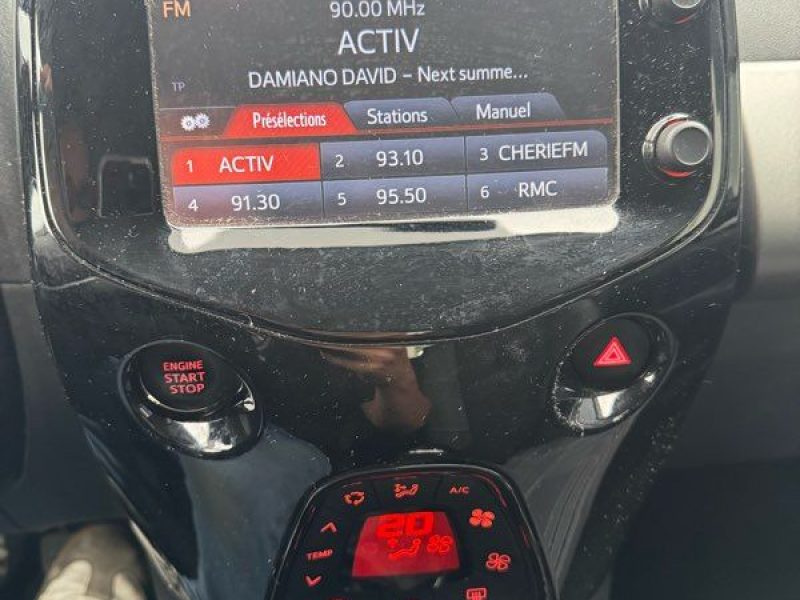 FM 90.00 MHz
ACTIV
TP DAMIANO DAVID – Next summe...
Présélections Stations Manuel
1 ACTIV 2 93.10 3 CHERIEFM
4 91.30 5 95.50 6 RMC
ENGINE
START
STOP
A/C
20
TEMP